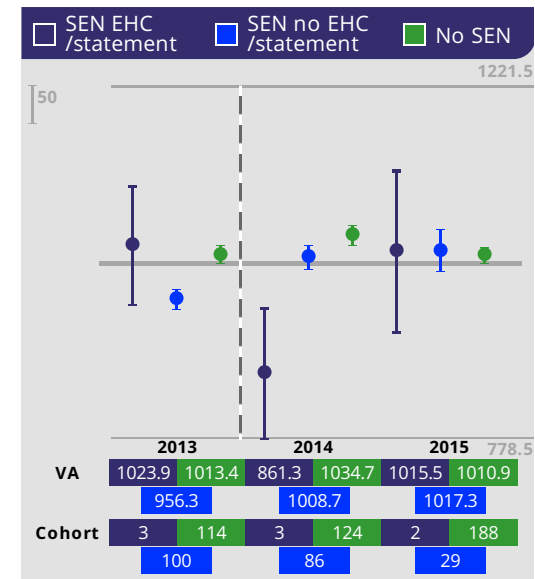 SEN EHC
/statement
SEN no EHC
/statement
No SEN
1221.5
50
2013 2014 2015 778.5
VA 1023.9 1013.4 861.3 1034.7 1015.5 1010.9
956.3 1008.7 1017.3
Cohort 3 114 3 124 2 188
100 86 29